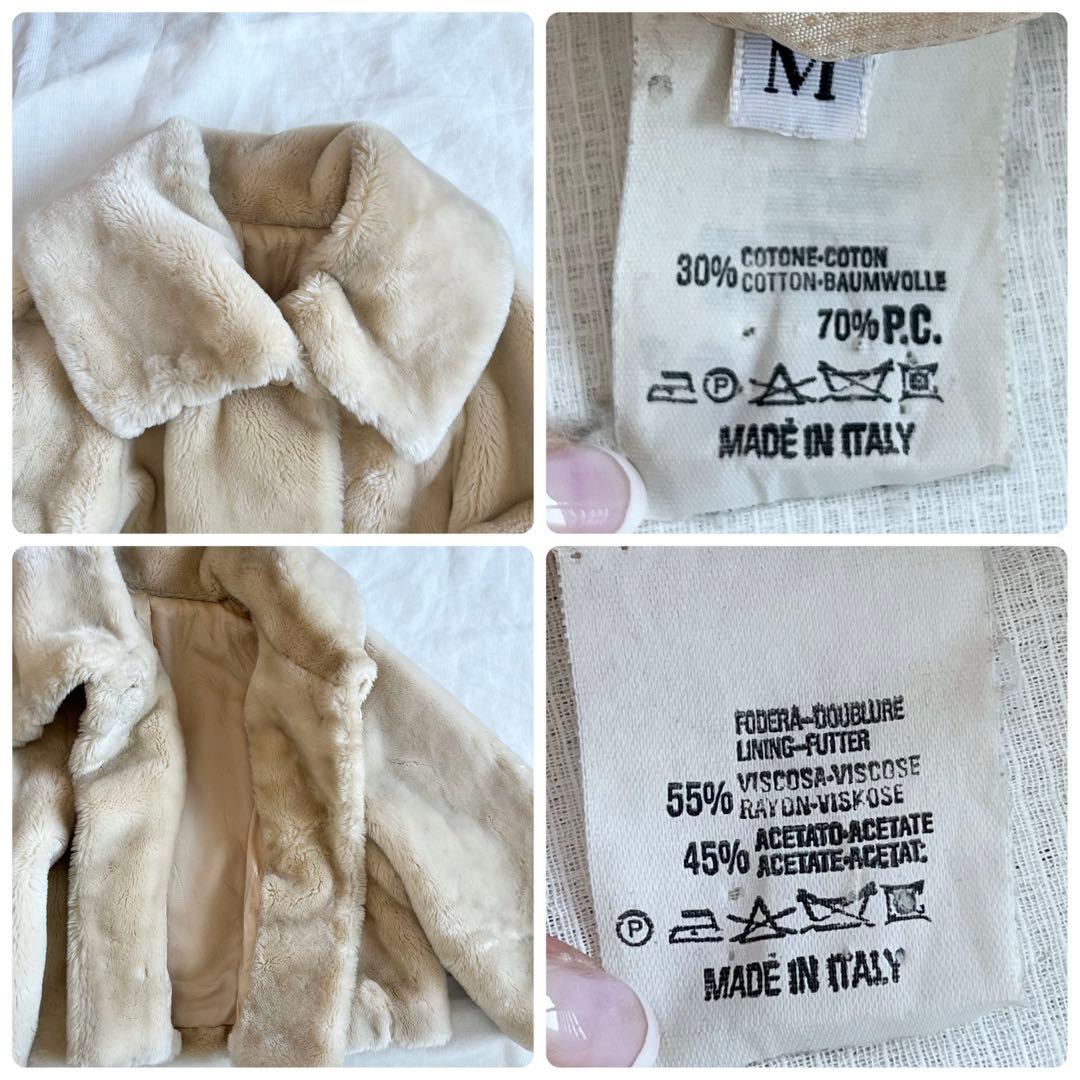 M
30% COTONE-COTON
COTTON-BAUMWOLLE
70% P.C.
P
MADE IN ITALY
FODERA-DOUBLURE
LINING-FUTTER
55% VISCOSA-VISCOSE
RAYON-VISKOSE
45% ACETATO-ACETATE
ACETATE-ACETAT.
P
MADE IN ITALY